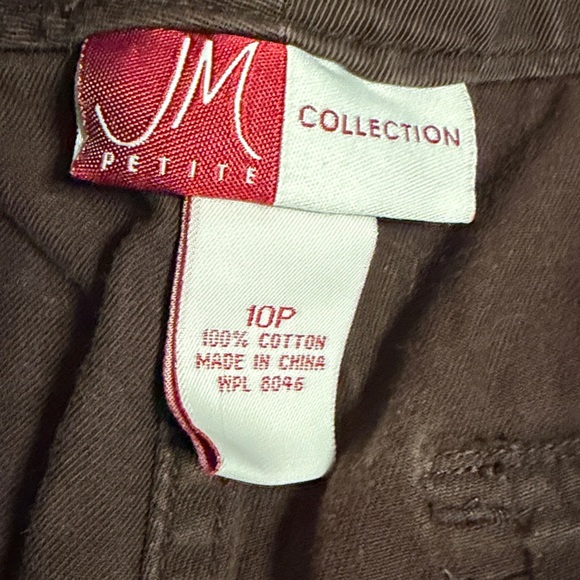 JM
PETITE
COLLECTION
10P
100% COTTON
MADE IN CHINA
WPL 8046